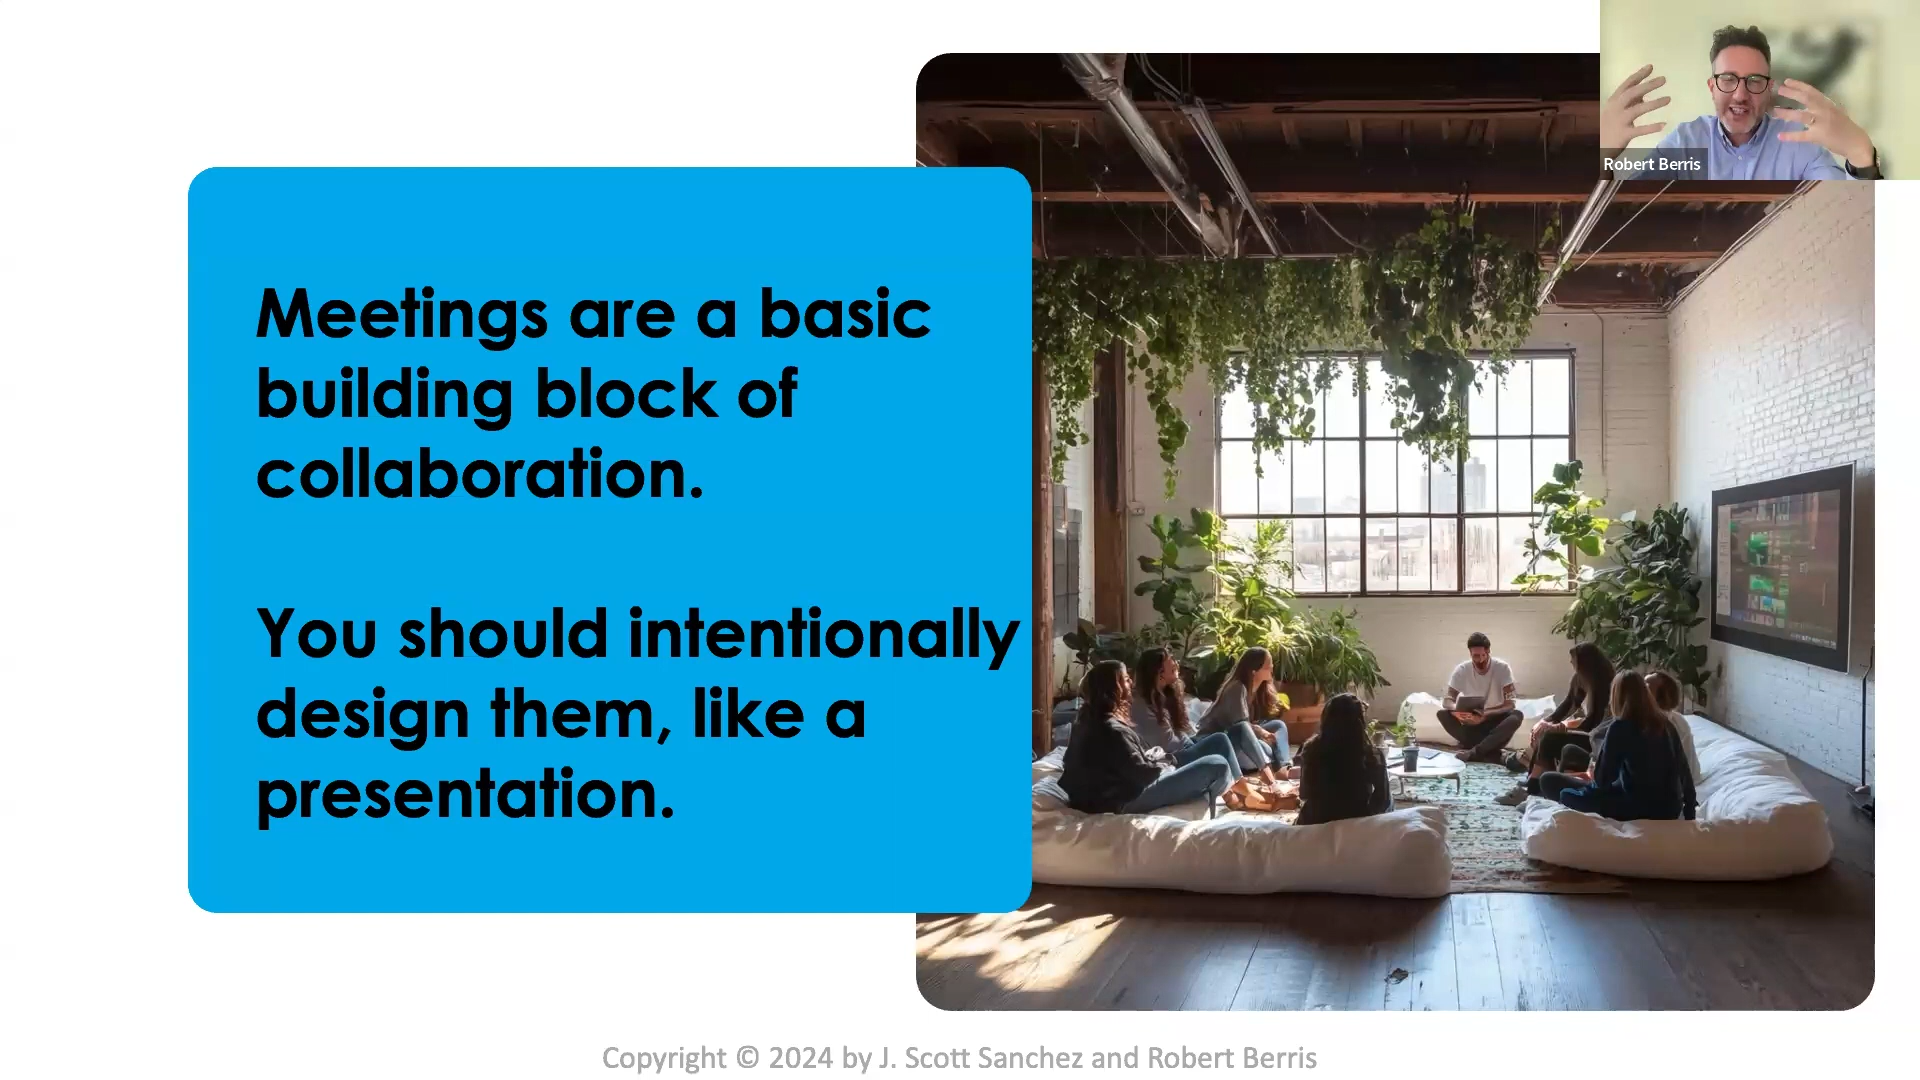 Robert Berris
Meetings are a basic
building block of
collaboration.
You should intentionally
design them, like a
presentation.
Copyright © 2024 by J. Scott Sanchez and Robert Berris